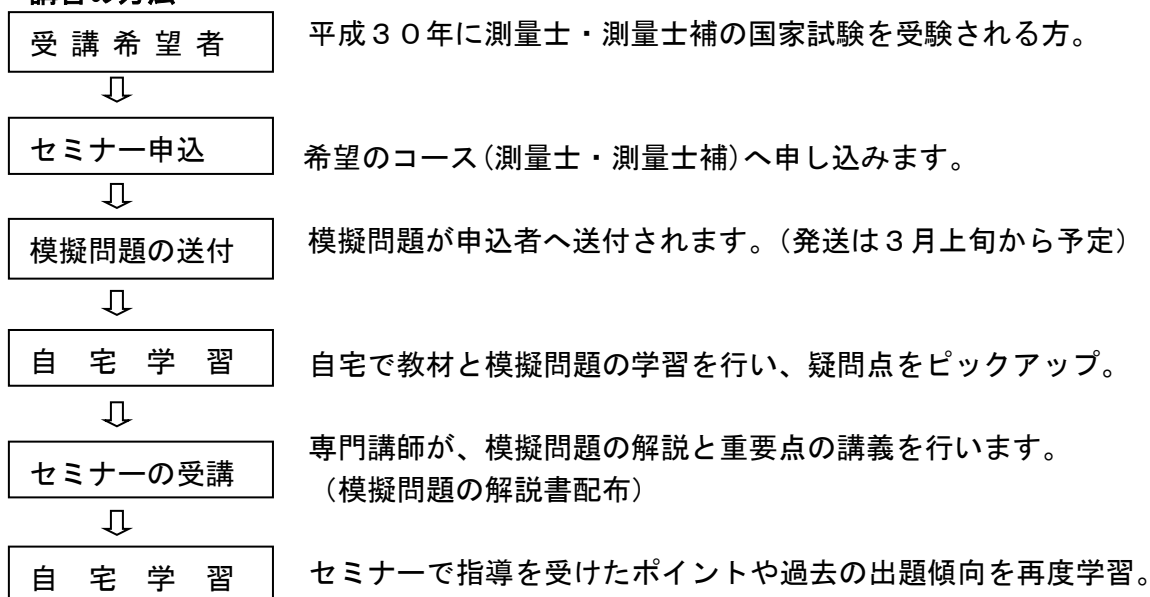 受 講 希 望 者
平成３０年に測量士・測量士補の国家試験を受験される方。
セミナー申込
希望のコース(測量士・測量士補)へ申し込みます。
模擬問題の送付
模擬問題が申込者へ送付されます。(発送は３月上旬から予定)
自 宅 学 習
自宅で教材と模擬問題の学習を行い、疑問点をピックアップ。
セミナーの受講
専門講師が、模擬問題の解説と重要点の講義を行います。
（模擬問題の解説書配布）
自 宅 学 習
セミナーで指導を受けたポイントや過去の出題傾向を再度学習。